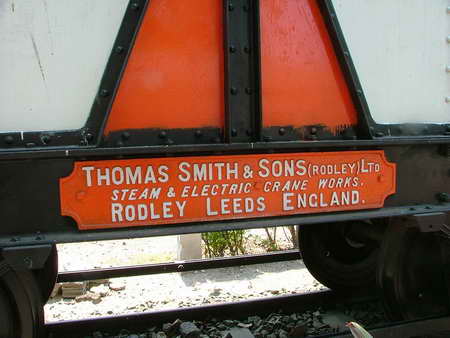 THOMAS SMITH & SONS (RODLEY) LTD
STEAM & ELECTRIC CRANE WORKS.
RODLEY LEEDS ENGLAND.